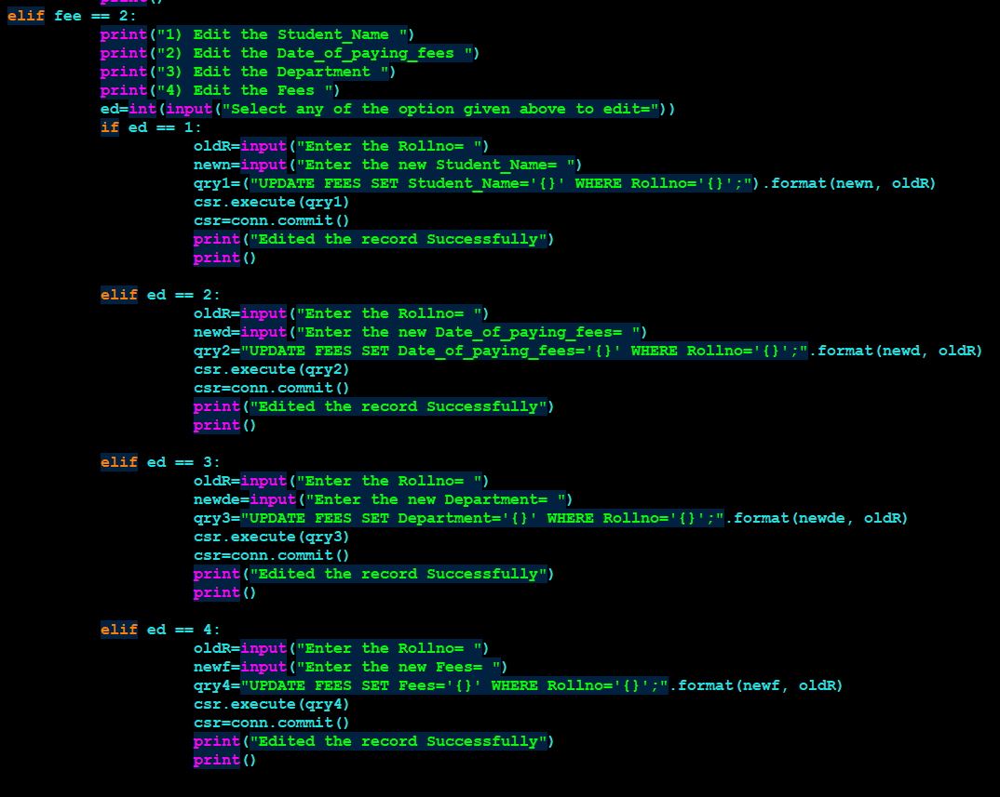 elif fee == 2:
print("1) Edit the Student_Name ")
print("2) Edit the Date_of_paying_fees ")
print("3) Edit the Department ")
print("4) Edit the Fees ")
ed=int(input("Select any of the option given above to edit="))
if ed == 1:
oldR=input("Enter the Rollno= ")
newn=input("Enter the new Student_Name= ")
qry1=("UPDATE FEES SET Student_Name='{}' WHERE Rollno='{}';").format(newn, oldR)
csr.execute(qry1)
csr=conn.commit()
print("Edited the record Successfully")
print()
elif ed == 2:
oldR=input("Enter the Rollno= ")
newd=input("Enter the new Date_of_paying_fees= ")
qry2="UPDATE FEES SET Date_of_paying_fees='{}' WHERE Rollno='{}';".format(newd, oldR)
csr.execute(qry2)
csr=conn.commit()
print("Edited the record Successfully")
print()
elif ed == 3:
oldR=input("Enter the Rollno= ")
newde=input("Enter the new Department= ")
qry3="UPDATE FEES SET Department='{}' WHERE Rollno='{}';".format(newde, oldR)
csr.execute(qry3)
csr=conn.commit()
print("Edited the record Successfully")
print()
elif ed == 4:
oldR=input("Enter the Rollno= ")
newf=input("Enter the new Fees= ")
qry4="UPDATE FEES SET Fees='{}' WHERE Rollno='{}';".format(newf, oldR)
csr.execute(qry4)
csr=conn.commit()
print("Edited the record Successfully")
print()